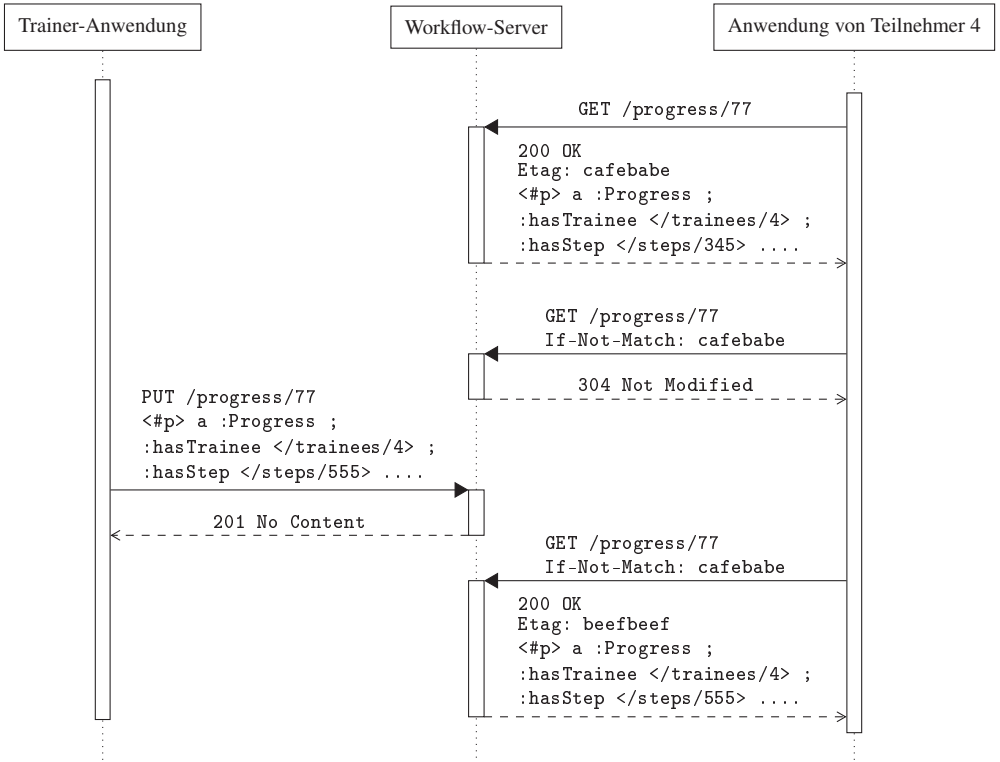 Trainer-Anwendung
Workflow-Server
Anwendung von Teilnehmer 4
GET /progress/77
200 OK
Etag: cafebabe
<#p> a :Progress ;
:hasTrainee </trainees/4> ;
:hasStep </steps/345> ....
GET /progress/77
If-Not-Match: cafebabe
304 Not Modified
PUT /progress/77
<#p> a :Progress ;
:hasTrainee </trainees/4> ;
:hasStep </steps/555> ....
201 No Content
GET /progress/77
If-Not-Match: cafebabe
200 OK
Etag: beefbeef
<#p> a :Progress ;
:hasTrainee </trainees/4> ;
:hasStep </steps/555> ....